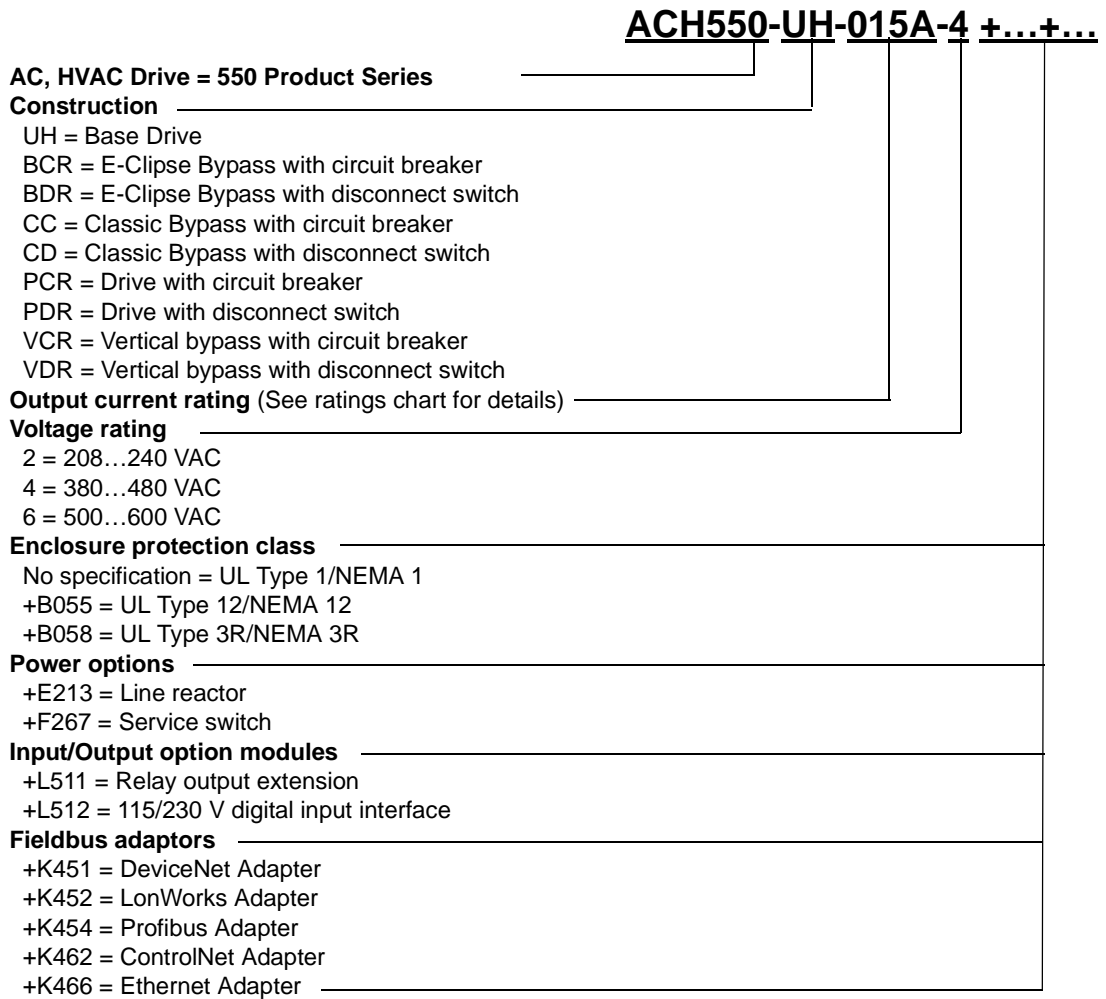 ACH550-UH-015A-4 +…+…
AC, HVAC Drive = 550 Product Series
Construction
UH = Base Drive
BCR = E-Clipse Bypass with circuit breaker
BDR = E-Clipse Bypass with disconnect switch
CC = Classic Bypass with circuit breaker
CD = Classic Bypass with disconnect switch
PCR = Drive with circuit breaker
PDR = Drive with disconnect switch
VCR = Vertical bypass with circuit breaker
VDR = Vertical bypass with disconnect switch
Output current rating (See ratings chart for details)
Voltage rating
2 = 208…240 VAC
4 = 380…480 VAC
6 = 500…600 VAC
Enclosure protection class
No specification = UL Type 1/NEMA 1
+B055 = UL Type 12/NEMA 12
+B058 = UL Type 3R/NEMA 3R
Power options
+E213 = Line reactor
+F267 = Service switch
Input/Output option modules
+L511 = Relay output extension
+L512 = 115/230 V digital input interface
Fieldbus adaptors
+K451 = DeviceNet Adapter
+K452 = LonWorks Adapter
+K454 = Profibus Adapter
+K462 = ControlNet Adapter
+K466 = Ethernet Adapter